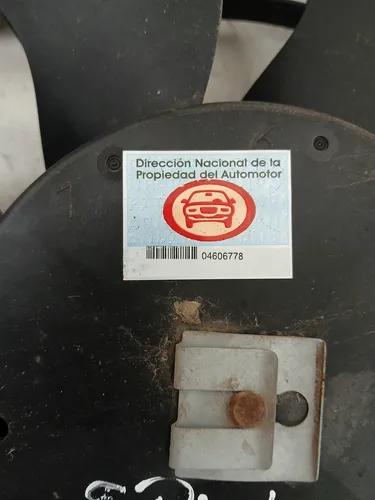 Dirección Nacional de la
Propiedad del Automotor
04606778